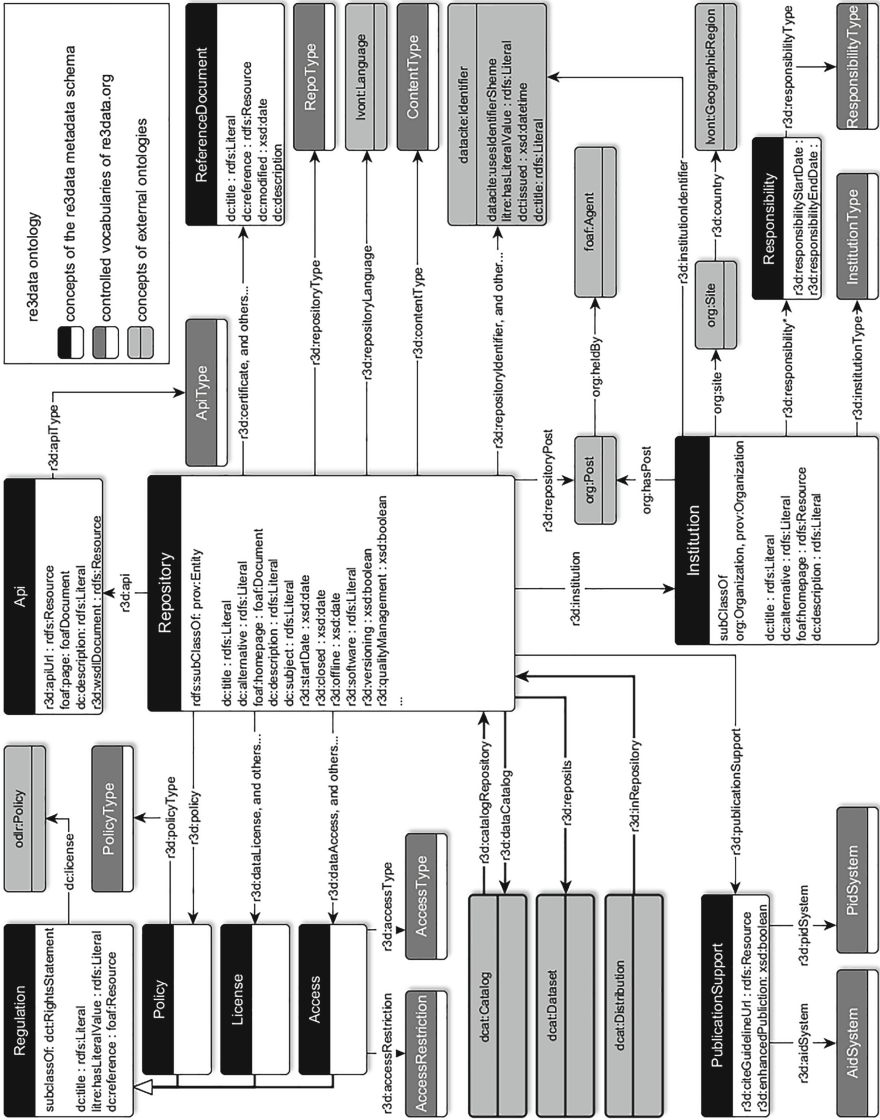 Regulation
subclassOf: dct:RightsStatement
dc:title : rdfs:Literal
litre:hasLiteralValue : rdfs:Literal
dc:reference : foaf:Resource
dc:license
odlr:Policy
Api
r3d:apiUrl : rdfs:Resource
foaf:page: foafDocument
dc:description: rdfs:Literal
r3d:wsdlDocument : rdfs:Resource
r3d:apiType
ApiType
re3data ontology
concepts of the re3data metadata schema
controlled vocabularies of re3data.org
concepts of external ontologies
PolicyType
r3d:policyType
r3d:policy
Policy
License
r3d:dataLicense, and others...
Access
r3d:dataAccess, and others...
r3d:accessRestriction
AccessRestriction
r3d:accessType
AccessType
r3d:api
Repository
rdfs:subClassOf: prov:Entity
dc:title : rdfs:Literal
dc:alternative : rdfs:Literal
foaf:homepage : foaf:Document
dc:description : rdfs:Literal
dc:subject : rdfs:Literal
r3d:startDate : xsd:date
r3d:closed : xsd:date
r3d:offline : xsd:date
r3d:software : rdfs:Literal
r3d:versioning : xsd:boolean
r3d:qualityManagement : xsd:boolean
...
r3d:certificate, and others...
ReferenceDocument
dc:title : rdfs:Literal
dc:reference : rdfs:Resource
dc:modified : xsd:date
dc:description
r3d:repositoryType
RepoType
r3d:repositoryLanguage
lvont:Language
r3d:contentType
ContentType
r3d:repositoryIdentifier, and other...
datacite:Identifier
datacite:usesIdentifierSheme
litre:hasLiteralValue : rdfs:Literal
dct:issued : xsd:datetime
dc:title: rdfs:Literal
dcat:Catalog
r3d:catalogRepository
r3d:dataCatalog
dcat:Dataset
r3d:reposits
dcat:Distribution
r3d:inRepository
r3d:institution
r3d:repositoryPost
org:Post
org:hasPost
org:heldBy
foaf:Agent
r3d:publicationSupport
PublicationSupport
r3d:citeGuidelineUrl : rdfs:Resource
r3d:enhancedPubliction: xsd:boolean
r3d:aidSystem
AidSystem
r3d:pidSystem
PidSystem
Institution
subClassOf
org:Organization, prov:Organization
dc:title : rdfs:Literal
dc:alternative : rdfs:Literal
foaf:homepage : rdfs:Resource
dc:description : rdfs:Literal
r3d:institutionIdentifier
org:site
org:Site
r3d:country
lvont:GeographicRegion
r3d:responsibility*
Responsibility
r3d:responsibilityStartDate :
r3d:responsibilityEndDate :
r3d:responsibilityType
ResponsibilityType
r3d:institutionType
InstitutionType